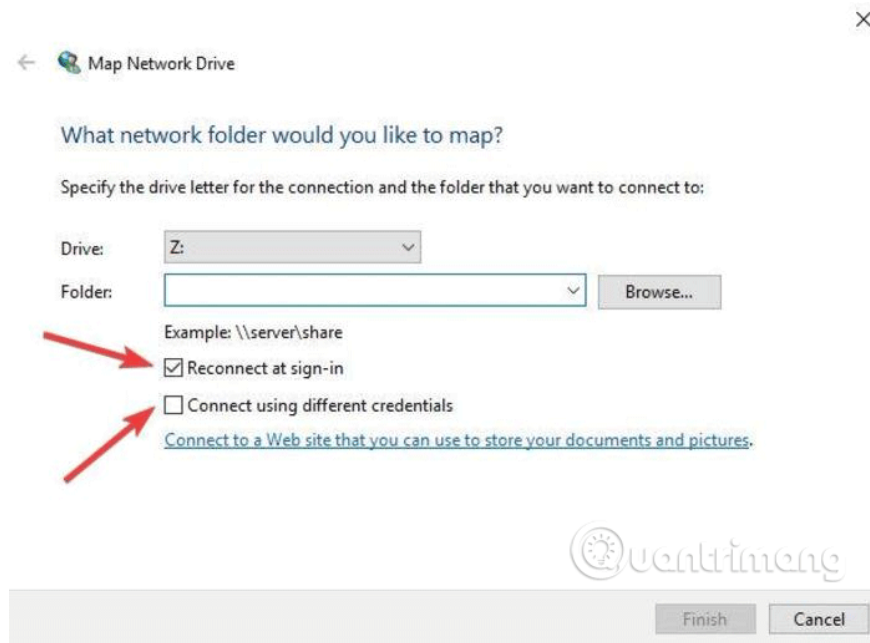 Map Network Drive
What network folder would you like to map?
Specify the drive letter for the connection and the folder that you want to connect to:
Drive: Z:
Folder: Browse...
Example: \\server\share
Reconnect at sign-in
Connect using different credentials
Connect to a Web site that you can use to store your documents and pictures.
Quantrimang
Finish Cancel